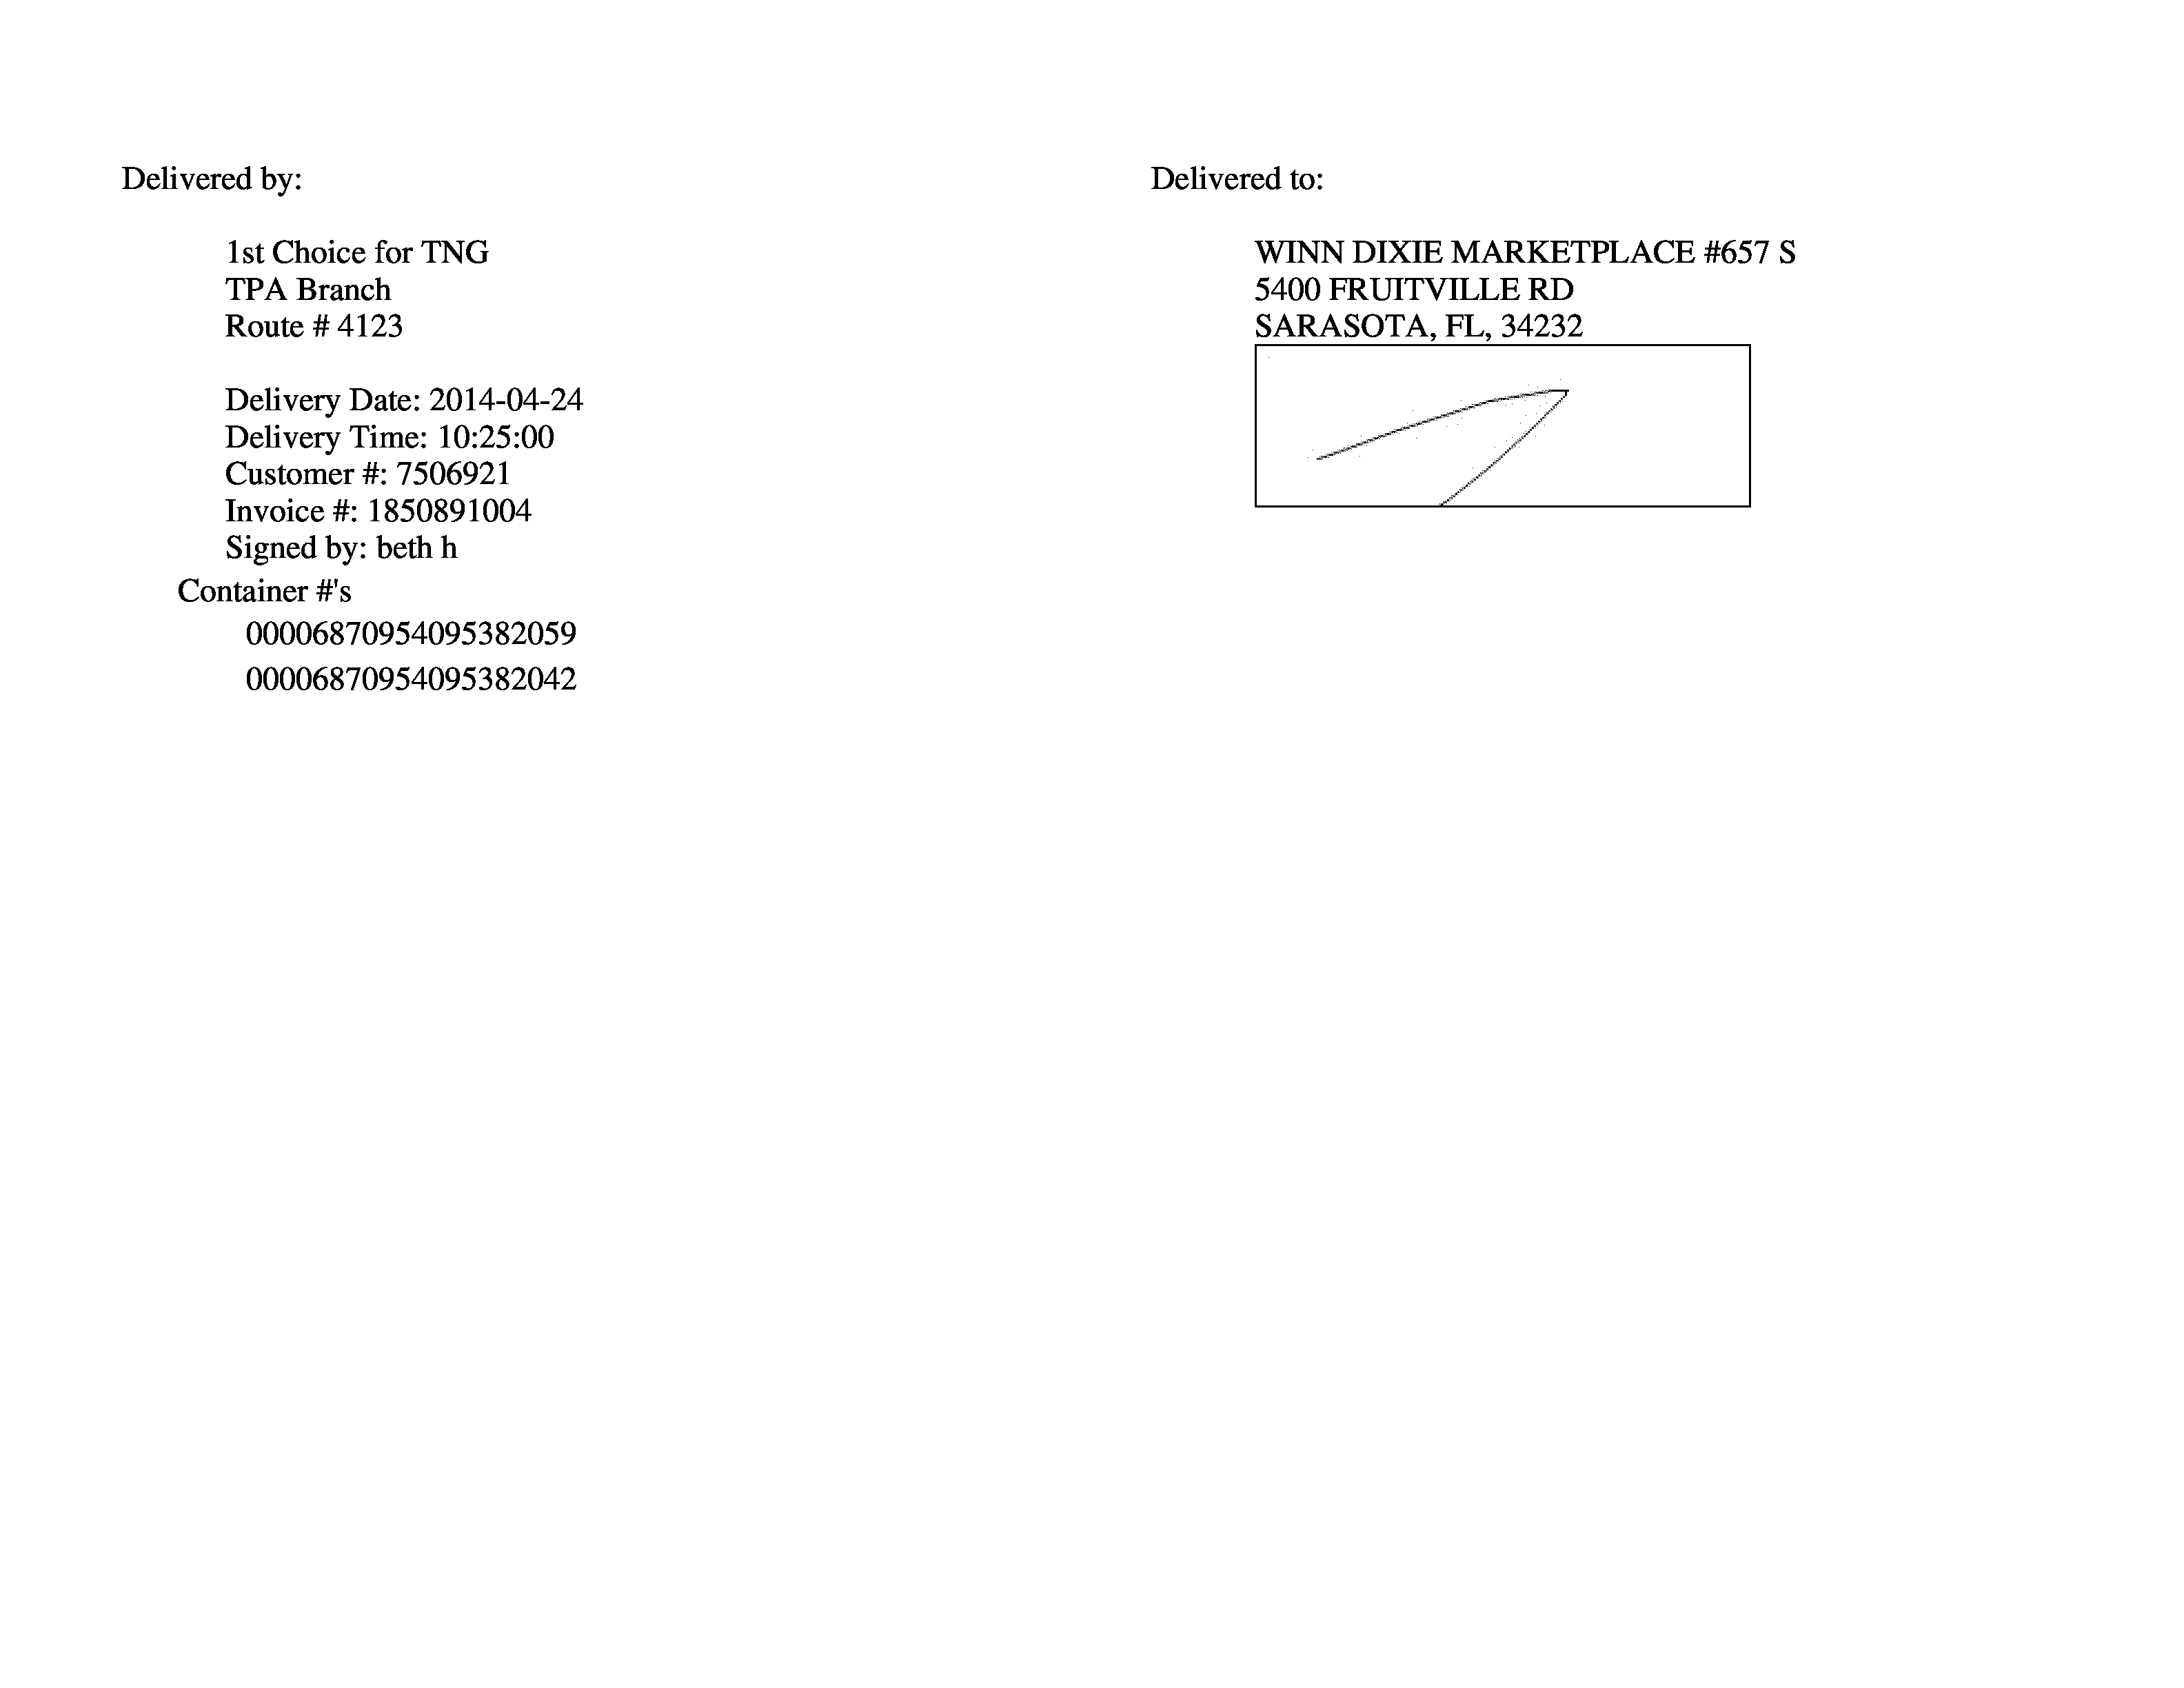 Delivered by:
1st Choice for TNG
TPA Branch
Route # 4123
Delivery Date: 2014-04-24
Delivery Time: 10:25:00
Customer #: 7506921
Invoice #: 1850891004
Signed by: beth h
Container #'s
00006870954095382059
00006870954095382042
Delivered to:
WINN DIXIE MARKETPLACE #657 S
5400 FRUITVILLE RD
SARASOTA, FL, 34232